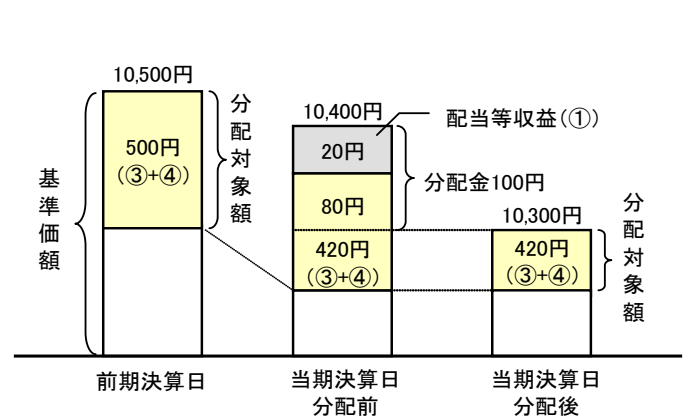 10,500円
分配対象額
500円
(③+④)
基準価額
10,400円
配当等収益(①)
20円
分配金100円
80円
420円
(③+④)
10,300円
分配対象額
420円
(③+④)
前期決算日
当期決算日
分配前
当期決算日
分配後